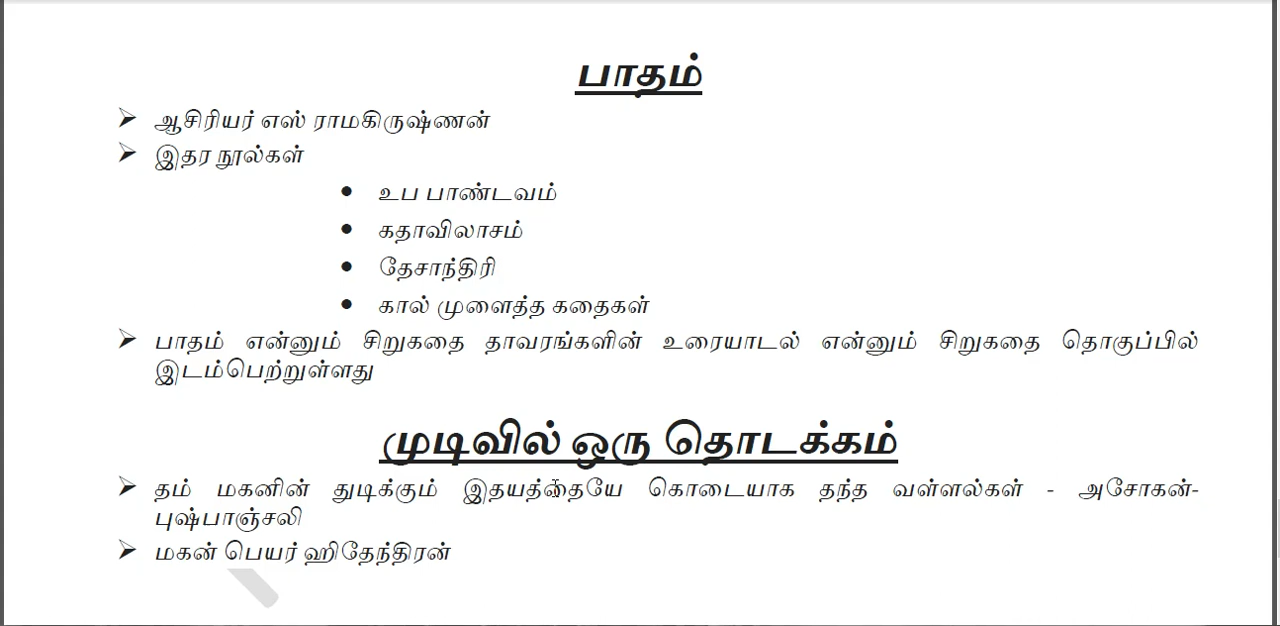 பாதம்
ஆசிரியர் எஸ் ராமகிருஷ்ணன்
இதர நூல்கள்
உப பாண்டவம்
கதாவிலாசம்
தேசாந்திரி
கால் முளைத்த கதைகள்
பாதம் என்னும் சிறுகதை தாவரங்களின் உரையாடல் என்னும் சிறுகதை தொகுப்பில்
இடம்பெற்றுள்ளது
முடிவில் ஒரு தொடக்கம்
தம் மகனின் துடிக்கும் இதயத்தையே கொடையாக தந்த வள்ளல்கள் - அசோகன்-
புஷ்பாஞ்சலி
மகன் பெயர் ஹிதேந்திரன்